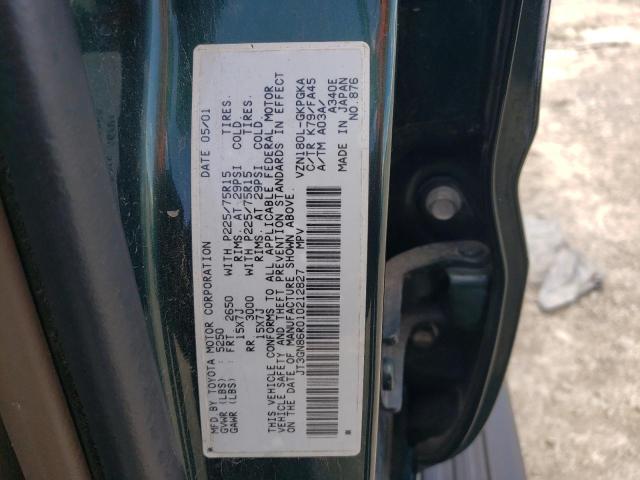 MFD. BY TOYOTA MOTOR CORPORATION DATE 05/01
GVWR (LBS) : 5250
GAWR (LBS) : FRT 2650 WITH P225/75R15 TIRES.
15X7J RIMS. AT 29PSI COLD.
RR 3000 WITH P225/75R15 TIRES.
15X7J RIMS. AT 29PSI COLD.
THIS VEHICLE CONFORMS TO ALL APPLICABLE FEDERAL MOTOR
VEHICLE SAFETY AND THEFT PREVENTION STANDARDS IN EFFECT
ON THE DATE OF MANUFACTURE SHOWN ABOVE.
JT3GN86R010212827 MPV VZN180L-GKPGKA
C/TR K79/FA45
A/TM A03A/ A340E
MADE IN JAPAN
NO.876